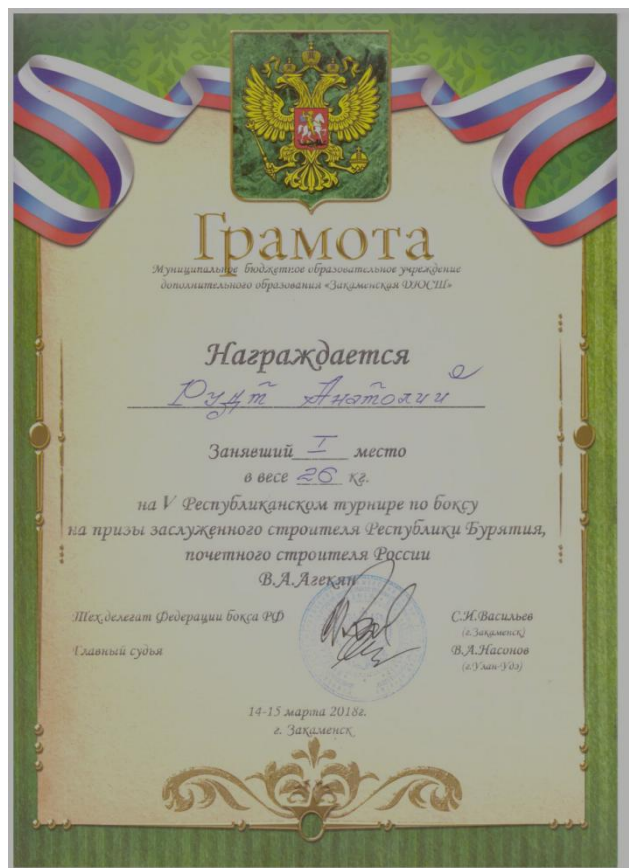 Грамота
Муниципальное бюджетное образовательное учреждение
дополнительного образования «Закаменская ДЮСШ»
Награждается
Рудт Анатолий
Занявший I место
в весе 26 кг.
на V Республиканском турнире по боксу
на призы заслуженного строителя Республики Бурятия,
почетного строителя России
В.А.Агекян
Тех.делегат Федерации бокса РФ С.И.Васильев
(г.Закаменск)
Главный судья В.А.Насонов
(г.Улан-Удэ)
14-15 марта 2018г.
г. Закаменск